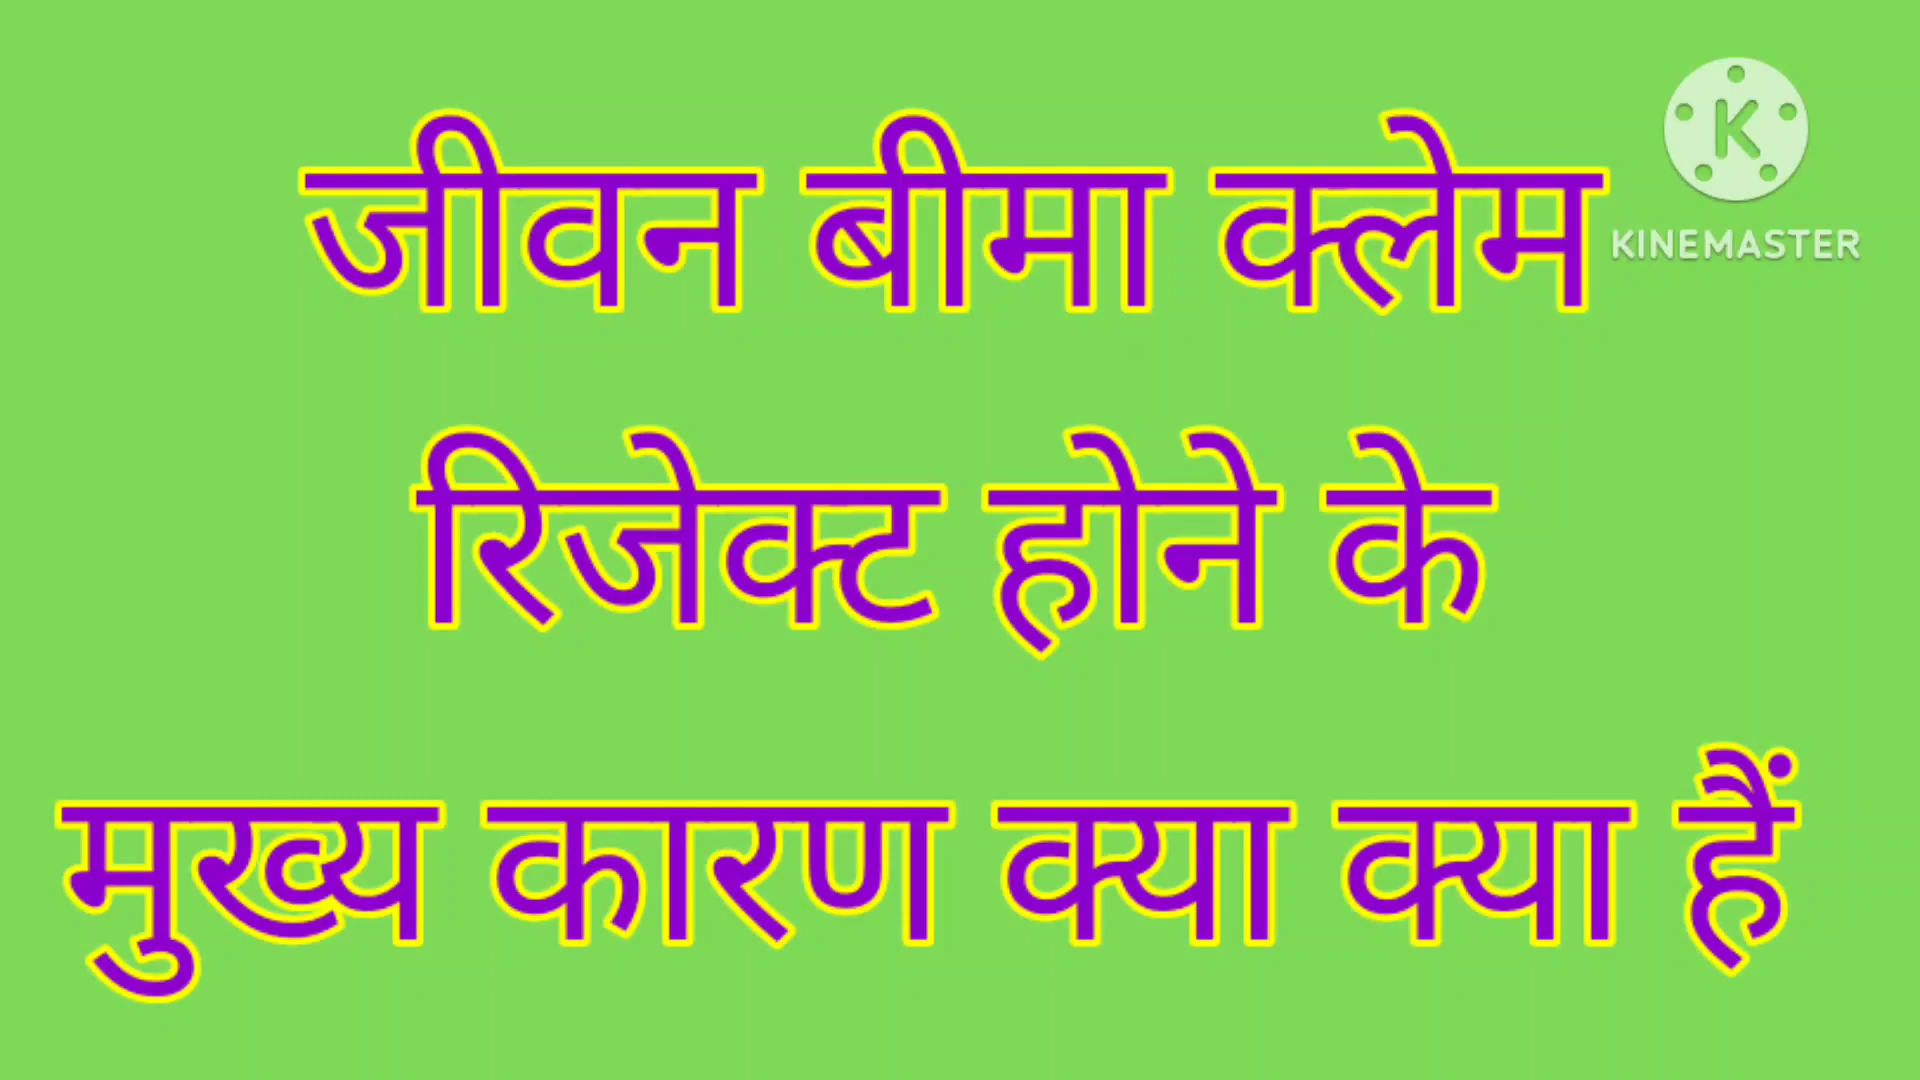 जीवन बीमा क्लेम
KINEMASTER
रिजेक्ट होने के
मुख्य कारण क्या क्या हैं